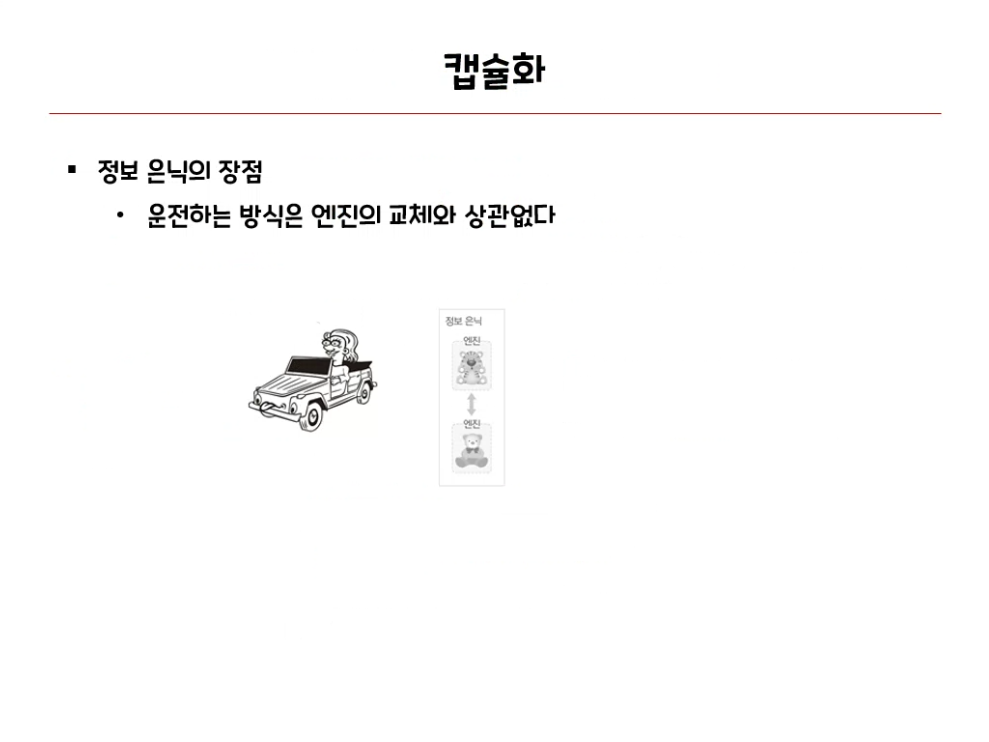 캡슐화
▪ 정보 은닉의 장점
• 운전하는 방식은 엔진의 교체와 상관없다
정보 은닉
엔진
엔진